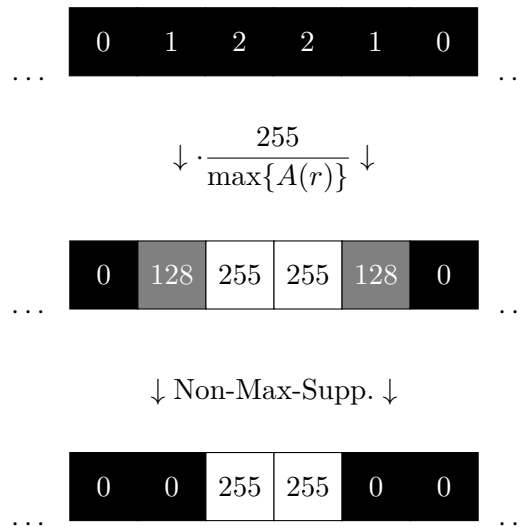 ... 0 1 2 2 1 0 ..
↓ · 255 / max{A(r)} ↓
... 0 128 255 255 128 0 ..
↓ Non-Max-Supp. ↓
... 0 0 255 255 0 0 ..